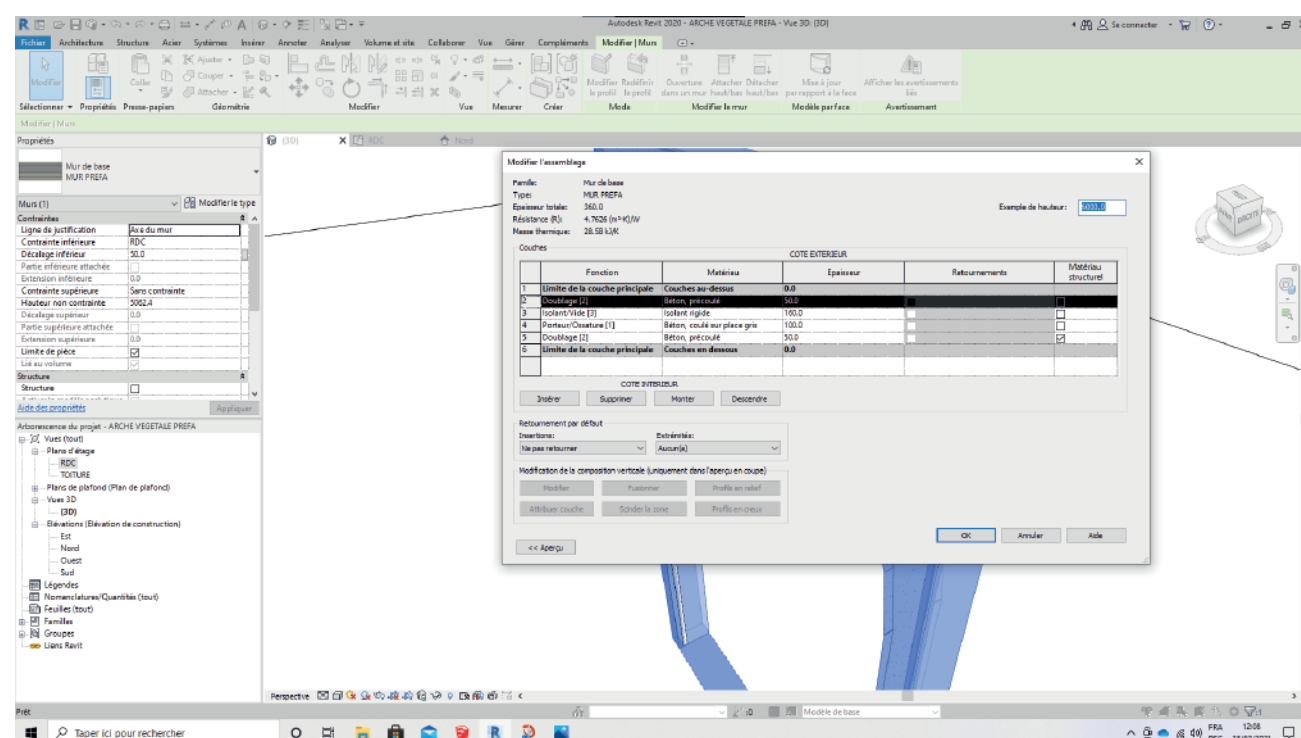 Autodesk Revit 2020 - ARCHE VEGETALE PREFA - Vue 3D: {3D}
Se connecter
Fichier Architecture Structure Acier Systèmes Insérer Annoter Analyser Volume et site Collaborer Vue Gérer Compléments Modifier | Murs
Modifier
Coller
Ajuster
Couper
Attacher
Modifier Redéfinir
le profil le profil
Ouverture Attacher Détacher
dans un mur haut/bas haut/bas
Mise à jour
par rapport à la face
Afficher les avertissements
liés
Sélectionner Propriétés Presse-papiers Géométrie Modifier Vue Mesurer Créer Mode Modifier le mur Modèle par face Avertissement
Modifier | Murs
Propriétés
{3D} RDC Nord
Mur de base
MUR PREFA
Murs (1) Modifier le type
Contraintes
Ligne de justification Axe du mur
Contrainte inférieure RDC
Décalage inférieur 50.0
Partie inférieure attachée
Extension inférieure 0.0
Contrainte supérieure Sans contrainte
Hauteur non contrainte 5062.4
Décalage supérieur 0.0
Partie supérieure attachée
Extension supérieure 0.0
Limite de pièce
Lié au volume
Structure
Structure
Aide des propriétés Appliquer
Arborescence du projet - ARCHE VEGETALE PREFA
Vues (tout)
Plans d'étage
RDC
TOITURE
Plans de plafond (Plan de plafond)
Vues 3D
{3D}
Elévations (Elévation de construction)
Est
Nord
Ouest
Sud
Légendes
Nomenclatures/Quantités (tout)
Feuilles (tout)
Familles
Groupes
Liens Revit
Modifier l'assemblage
Famille: Mur de base
Type: MUR PREFA
Epaisseur totale: 360.0
Résistance (R): 4.7626 (m²·K)/W
Masse thermique: 28.58 kJ/K
Exemple de hauteur: 6000.0
Couches
COTE EXTERIEUR
Fonction Matériau Epaisseur Retournements Matériau structurel
1 Limite de la couche principale Couches au-dessus 0.0
2 Doublage [2] Béton, précoulé 50.0
3 Isolant/Vide [3] Isolant rigide 160.0
4 Porteur/Ossature [1] Béton, coulé sur place gris 100.0
5 Doublage [2] Béton, précoulé 50.0
6 Limite de la couche principale Couches en dessous 0.0
COTE INTERIEUR
Insérer Supprimer Monter Descendre
Retournement par défaut
Insertions: Extrémités:
Ne pas retourner Aucun(e)
Modification de la composition verticale (uniquement dans l'aperçu en coupe)
Modifier Fusionner Profils en relief
Attribuer couche Scinder la zone Profils en creux
<< Aperçu
OK Annuler Aide
DROITE
Perspective
Prêt
:0 Modèle de base
Taper ici pour rechercher
FRA 12:08